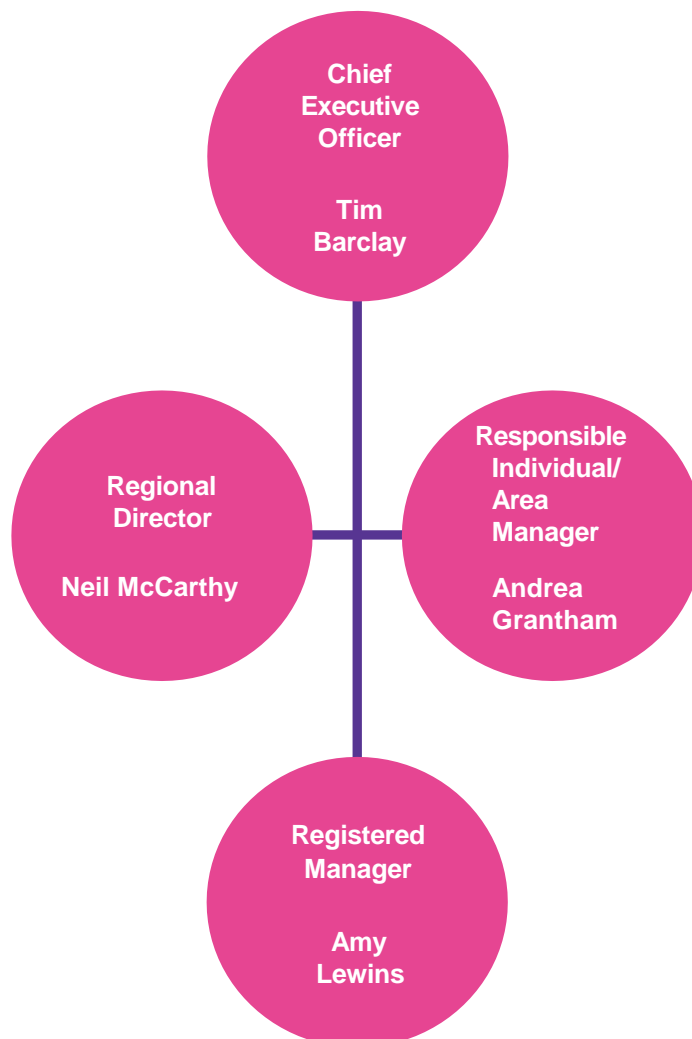 Chief
Executive
Officer
Tim
Barclay
Regional
Director
Neil McCarthy
Responsible
Individual/
Area
Manager
Andrea
Grantham
Registered
Manager
Amy
Lewins